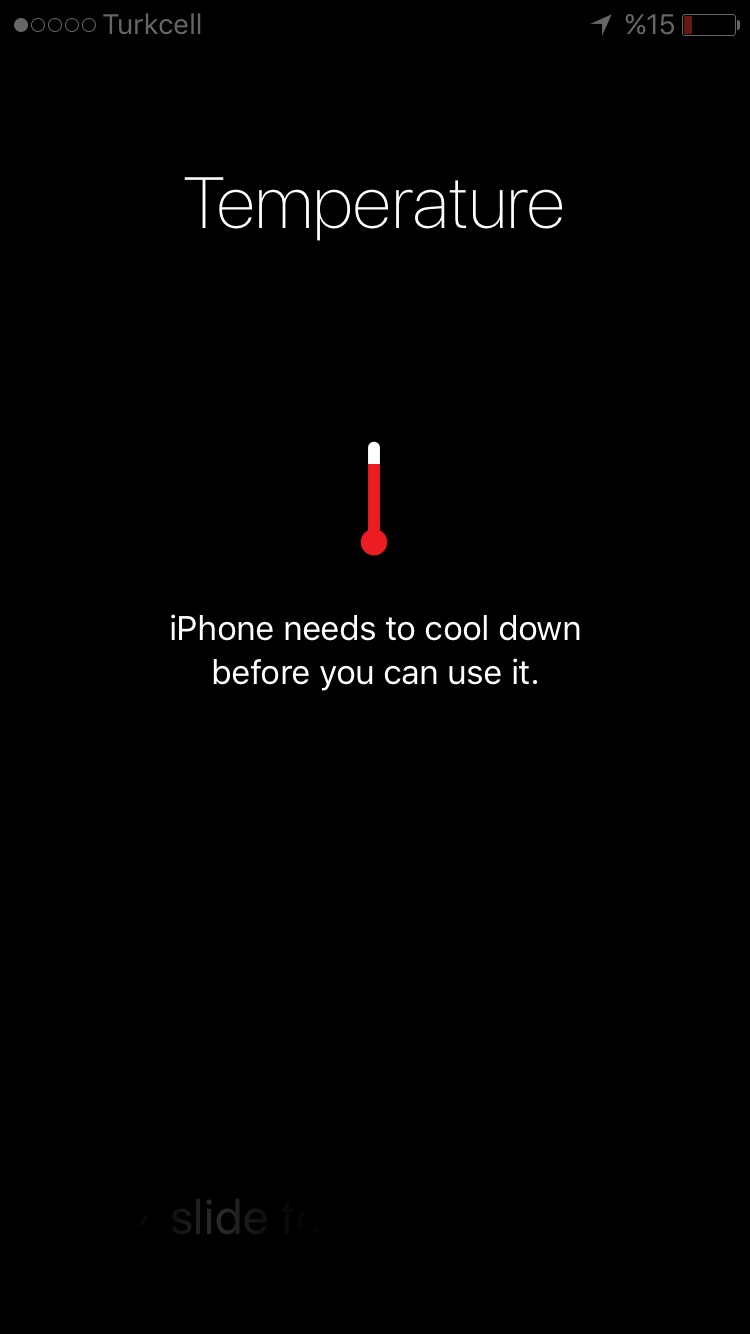 Turkcell %15
Temperature
iPhone needs to cool down
before you can use it.
slide